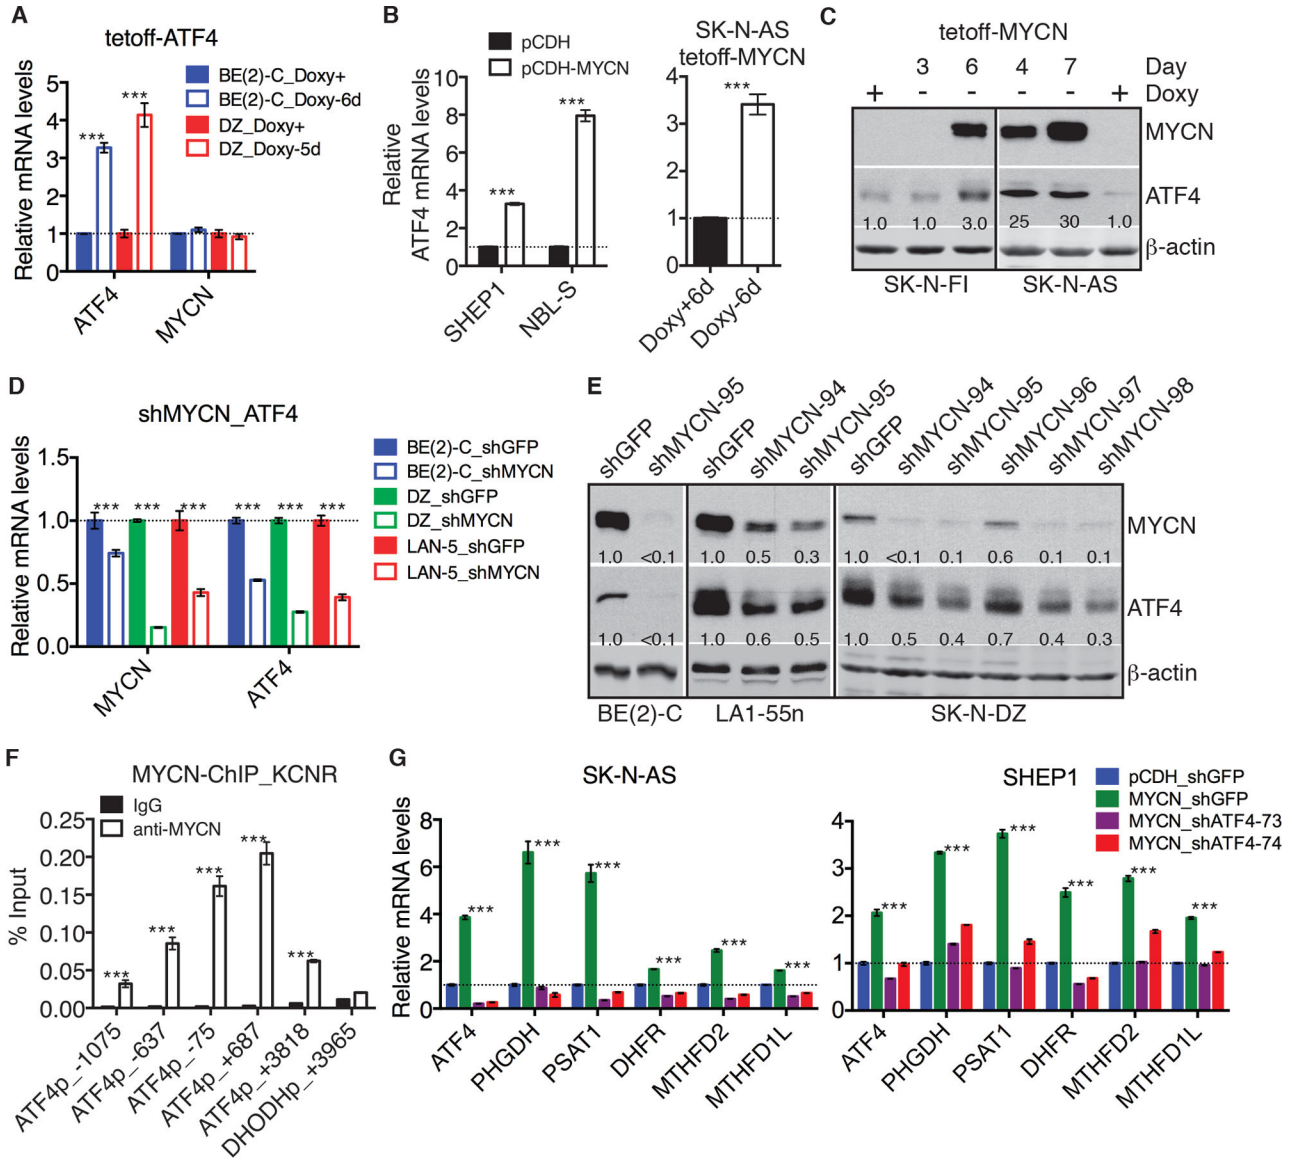 A
tetoff-ATF4
Relative mRNA levels
5
4
3
2
1
0
***
***
BE(2)-C_Doxy+
BE(2)-C_Doxy-6d
DZ_Doxy+
DZ_Doxy-5d
ATF4
MYCN
B
pCDH
pCDH-MYCN
Relative
ATF4 mRNA levels
10
8
6
4
2
0
***
***
SHEP1
NBL-S
SK-N-AS
tetoff-MYCN
4
3
2
1
0
***
Doxy+6d
Doxy-6d
C
tetoff-MYCN
3 6 4 7 Day
+ - - - - + Doxy
MYCN
ATF4
1.0 1.0 3.0 25 30 1.0
β-actin
SK-N-FI SK-N-AS
D
shMYCN_ATF4
Relative mRNA levels
1.5
1.0
0.5
0.0
*** *** *** *** *** ***
MYCN
ATF4
BE(2)-C_shGFP
BE(2)-C_shMYCN
DZ_shGFP
DZ_shMYCN
LAN-5_shGFP
LAN-5_shMYCN
E
shGFP
shMYCN-95
shGFP
shMYCN-94
shMYCN-95
shGFP
shMYCN-94
shMYCN-95
shMYCN-96
shMYCN-97
shMYCN-98
MYCN
1.0 <0.1 1.0 0.5 0.3 1.0 <0.1 0.1 0.6 0.1 0.1
ATF4
1.0 <0.1 1.0 0.6 0.5 1.0 0.5 0.4 0.7 0.4 0.3
β-actin
BE(2)-C LA1-55n SK-N-DZ
F
MYCN-ChIP_KCNR
IgG
anti-MYCN
% Input
0.25
0.20
0.15
0.10
0.05
0.00
***
***
***
***
***
ATF4p_-1075
ATF4p_-637
ATF4p_-75
ATF4p_+687
ATF4p_+3818
DHODHp_+3965
G
SK-N-AS
Relative mRNA levels
8
6
4
2
0
***
***
***
***
***
***
ATF4
PHGDH
PSAT1
DHFR
MTHFD2
MTHFD1L
SHEP1
pCDH_shGFP
MYCN_shGFP
MYCN_shATF4-73
MYCN_shATF4-74
4
3
2
1
0
***
***
***
***
***
***
ATF4
PHGDH
PSAT1
DHFR
MTHFD2
MTHFD1L